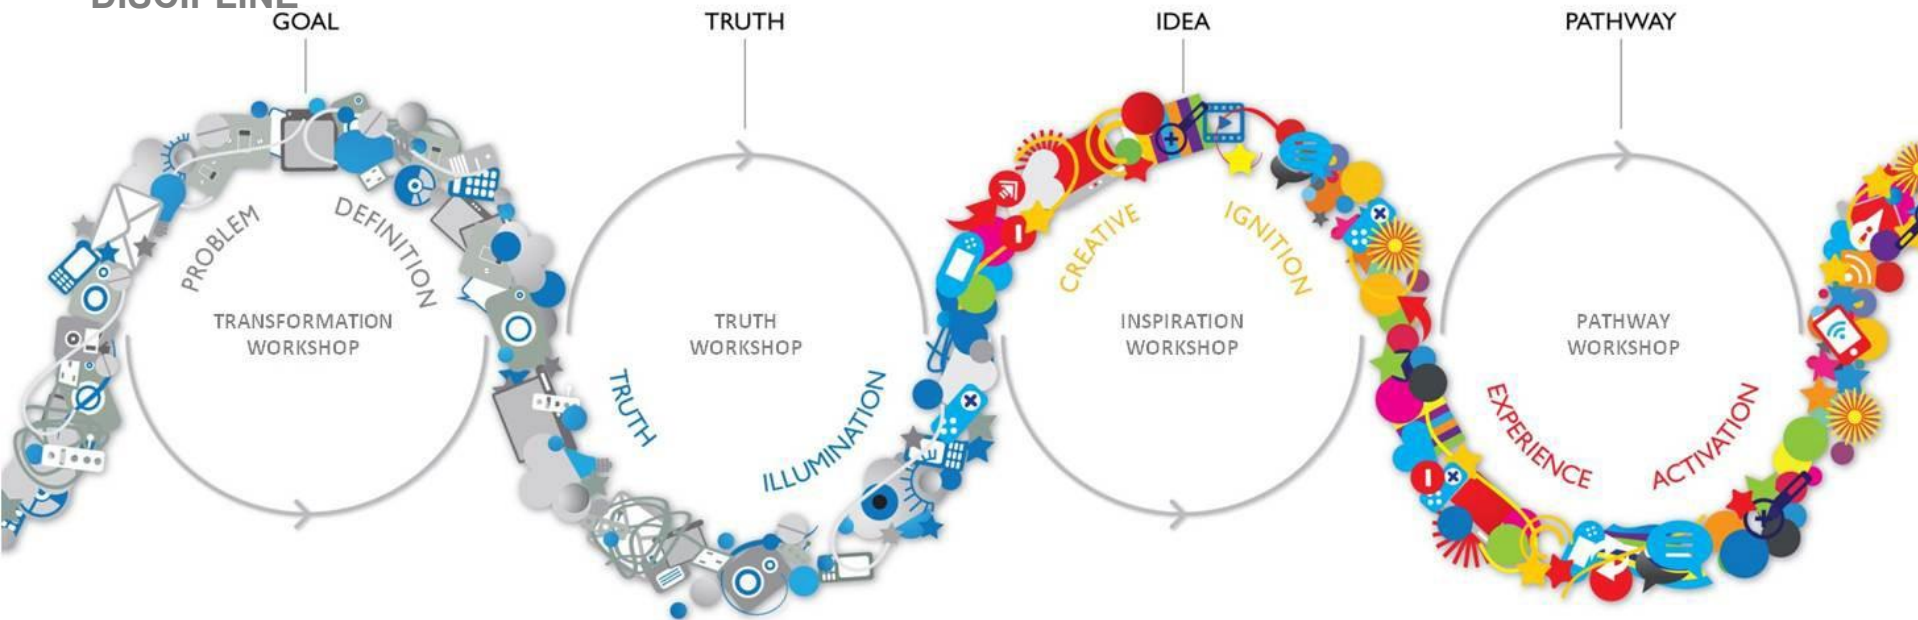 DISCIPLINE
GOAL
TRUTH
IDEA
PATHWAY
PROBLEM DEFINITION
TRANSFORMATION
WORKSHOP
TRUTH
WORKSHOP
TRUTH ILLUMINATION
CREATIVE IGNITION
INSPIRATION
WORKSHOP
PATHWAY
WORKSHOP
EXPERIENCE ACTIVATION